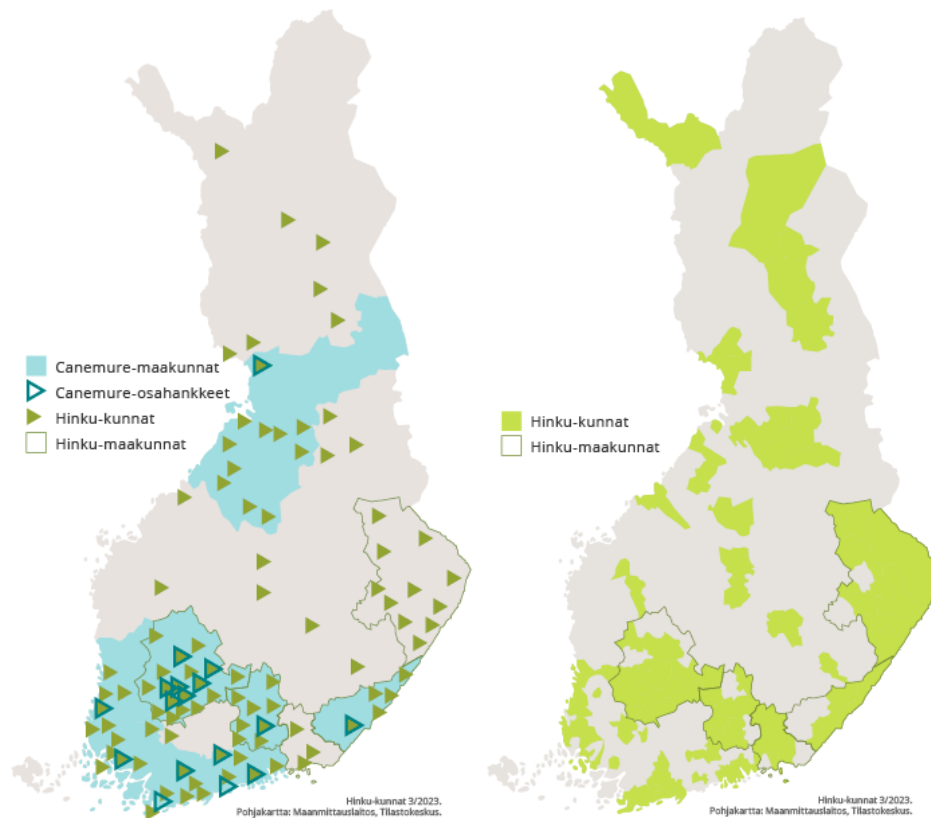 Canemure-maakunnat
Canemure-osahankkeet
Hinku-kunnat
Hinku-maakunnat
Hinku-kunnat 3/2023.
Pohjakartta: Maanmittauslaitos, Tilastokeskus.
Hinku-kunnat
Hinku-maakunnat
Hinku-kunnat 3/2023.
Pohjakartta: Maanmittauslaitos, Tilastokeskus.